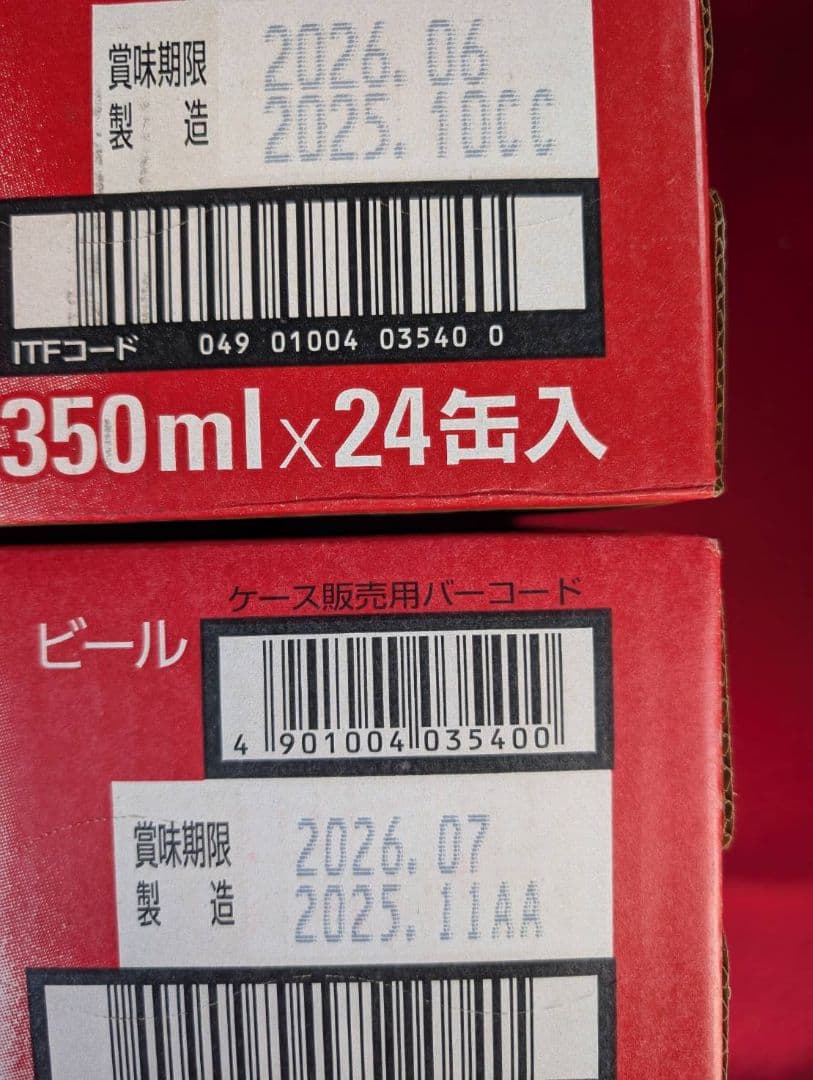 賞味期限 2026. 06
製造 2025. 10CC
ITFコード 049 01004 03540 0
350ml×24缶入
ケース販売用バーコード
ビール
4 901004 035400
賞味期限 2026. 07
製造 2025. 11AA